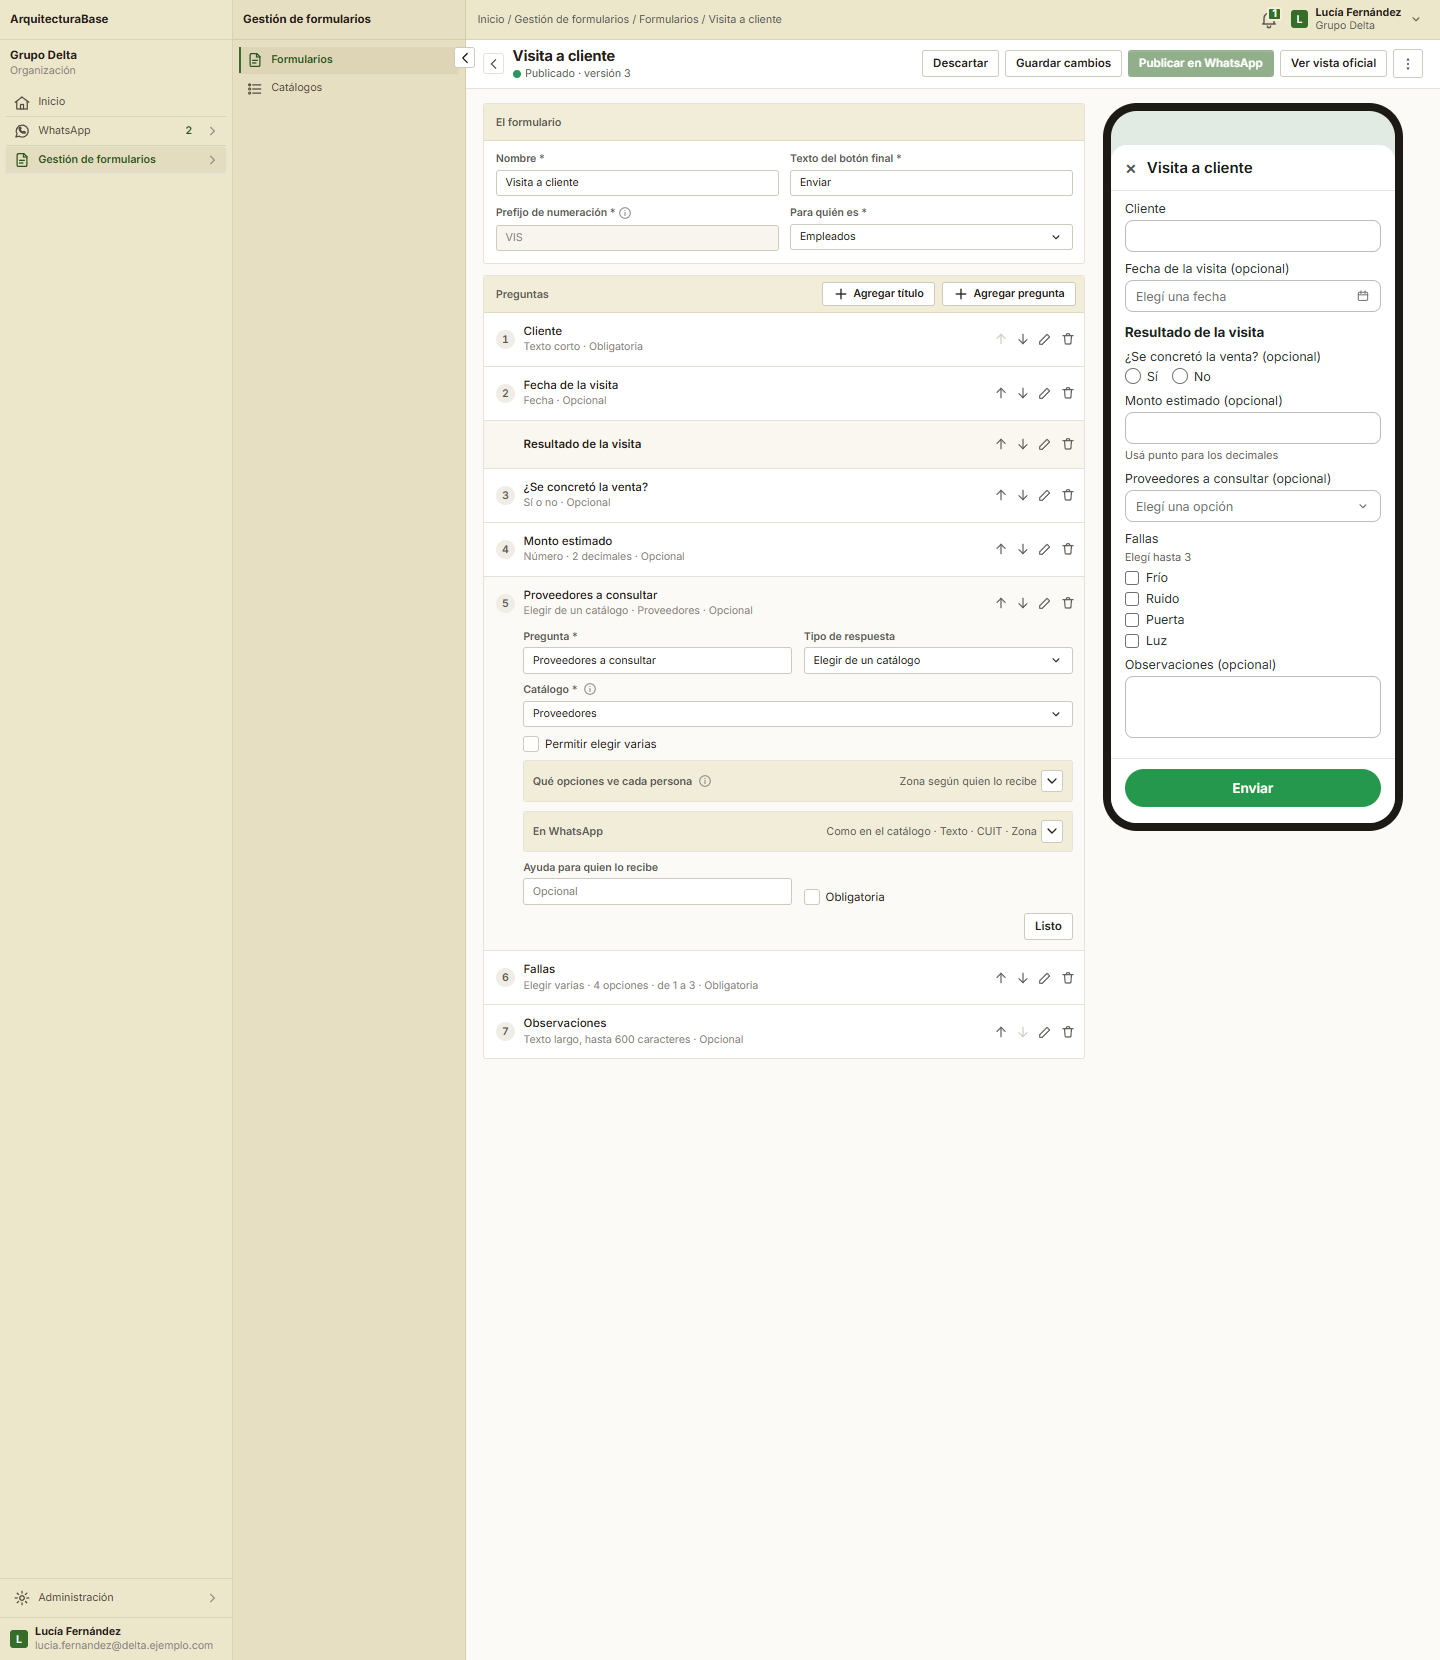 ArquitecturaBase
Grupo Delta
Organización
Inicio
WhatsApp 2
Gestión de formularios
Administración
L Lucía Fernández
lucia.fernandez@delta.ejemplo.com
Gestión de formularios
Formularios
Catálogos
Inicio / Gestión de formularios / Formularios / Visita a cliente
1
L Lucía Fernández
Grupo Delta
Visita a cliente
Publicado · versión 3
Descartar
Guardar cambios
Publicar en WhatsApp
Ver vista oficial
El formulario
Nombre *
Visita a cliente
Texto del botón final *
Enviar
Prefijo de numeración *
VIS
Para quién es *
Empleados
Preguntas
Agregar título
Agregar pregunta
1 Cliente
Texto corto · Obligatoria
2 Fecha de la visita
Fecha · Opcional
Resultado de la visita
3 ¿Se concretó la venta?
Sí o no · Opcional
4 Monto estimado
Número · 2 decimales · Opcional
5 Proveedores a consultar
Elegir de un catálogo · Proveedores · Opcional
Pregunta *
Proveedores a consultar
Tipo de respuesta
Elegir de un catálogo
Catálogo *
Proveedores
Permitir elegir varias
Qué opciones ve cada persona
Zona según quien lo recibe
En WhatsApp
Como en el catálogo · Texto · CUIT · Zona
Ayuda para quien lo recibe
Opcional
Obligatoria
Listo
6 Fallas
Elegir varias · 4 opciones · de 1 a 3 · Obligatoria
7 Observaciones
Texto largo, hasta 600 caracteres · Opcional
Visita a cliente
Cliente
Fecha de la visita (opcional)
Elegí una fecha
Resultado de la visita
¿Se concretó la venta? (opcional)
Sí
No
Monto estimado (opcional)
Usá punto para los decimales
Proveedores a consultar (opcional)
Elegí una opción
Fallas
Elegí hasta 3
Frío
Ruido
Puerta
Luz
Observaciones (opcional)
Enviar